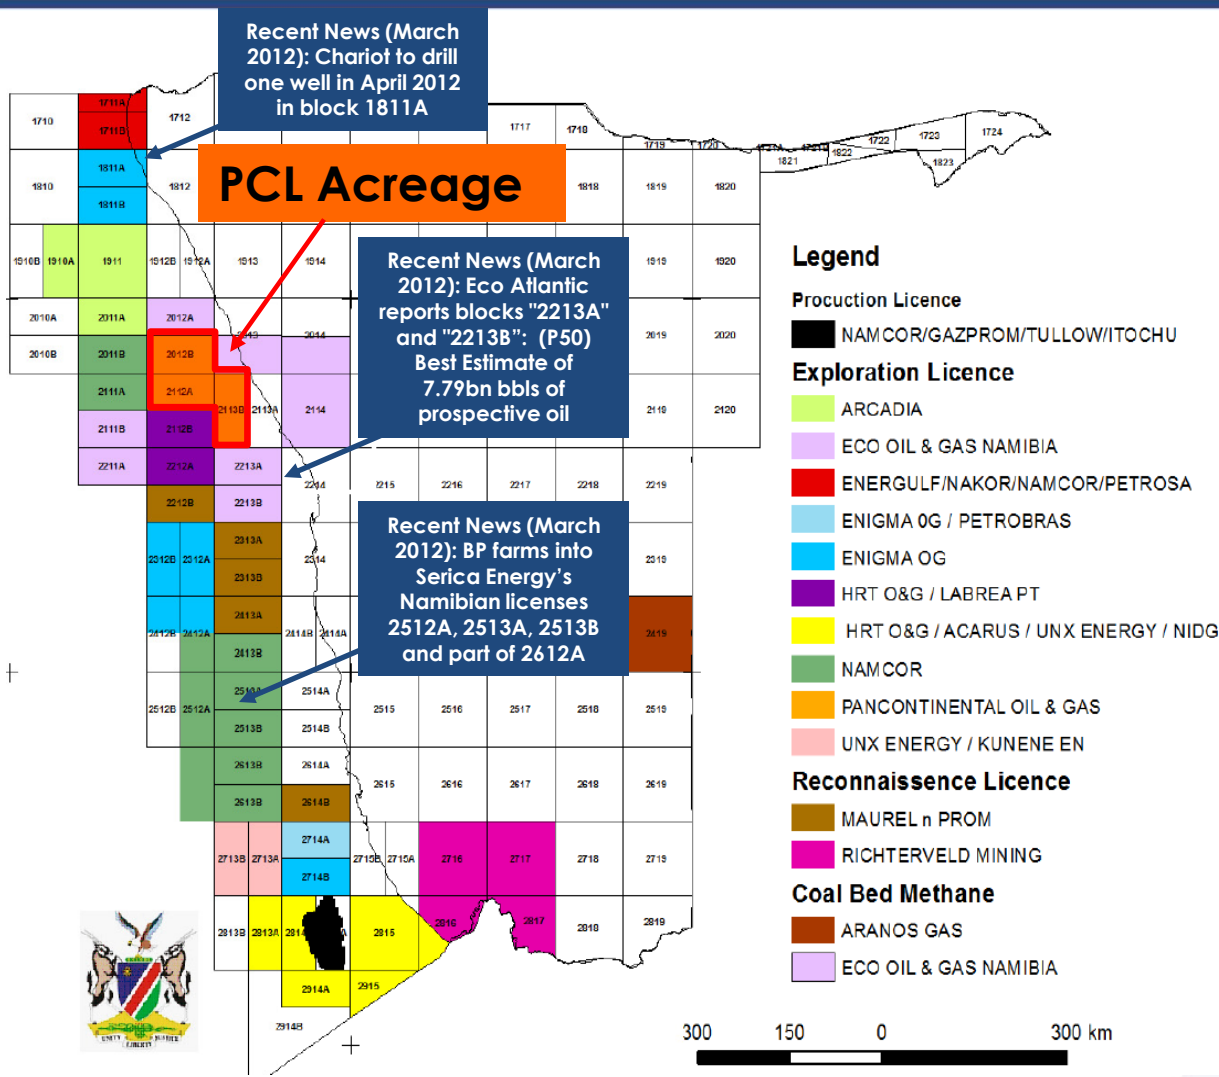 Recent News (March
2012): Chariot to drill
one well in April 2012
in block 1811A
PCL Acreage
Recent News (March
2012): Eco Atlantic
reports blocks "2213A"
and "2213B”: (P50)
Best Estimate of
7.79bn bbls of
prospective oil
Recent News (March
2012): BP farms into
Serica Energy’s
Namibian licenses
2512A, 2513A, 2513B
and part of 2612A
1710
1711A
1711B
1712
1717
1718
1719
1720
1721A
1721B
1722
1723
1724
1810
1811A
1811B
1812
1818
1819
1820
1821
1822
1823
1910B
1910A
1911
1912B
1912A
1913
1914
1919
1920
2010A
2010B
2011A
2011B
2012A
2012B
2013
2014
2019
2020
2111A
2111B
2112A
2112B
2113B
2113A
2114
2119
2120
2211A
2212A
2212B
2213A
2213B
2214
2215
2216
2217
2218
2219
2312B
2312A
2313A
2313B
2314
2319
2412B
2412A
2413A
2413B
2414B
2414A
2419
2512B
2512A
2513B
2514A
2514B
2515
2516
2517
2518
2519
2613B
2613B
2614A
2614B
2615
2616
2617
2618
2619
2713B
2713A
2714A
2714B
2715B
2715A
2716
2717
2718
2719
2813B
2813A
2815
2816
2817
2818
2819
2914A
2914B
2915
Legend
Procuction Licence
NAMCOR/GAZPROM/TULLOW/ITOCHU
Exploration Licence
ARCADIA
ECO OIL & GAS NAMIBIA
ENERGULF/NAKOR/NAMCOR/PETROSA
ENIGMA 0G / PETROBRAS
ENIGMA OG
HRT O&G / LABREA PT
HRT O&G / ACARUS / UNX ENERGY / NIDG
NAMCOR
PANCONTINENTAL OIL & GAS
UNX ENERGY / KUNENE EN
Reconnaissence Licence
MAUREL n PROM
RICHTERVELD MINING
Coal Bed Methane
ARANOS GAS
ECO OIL & GAS NAMIBIA
300 150 0 300 km
UNITY LIBERTY JUSTICE